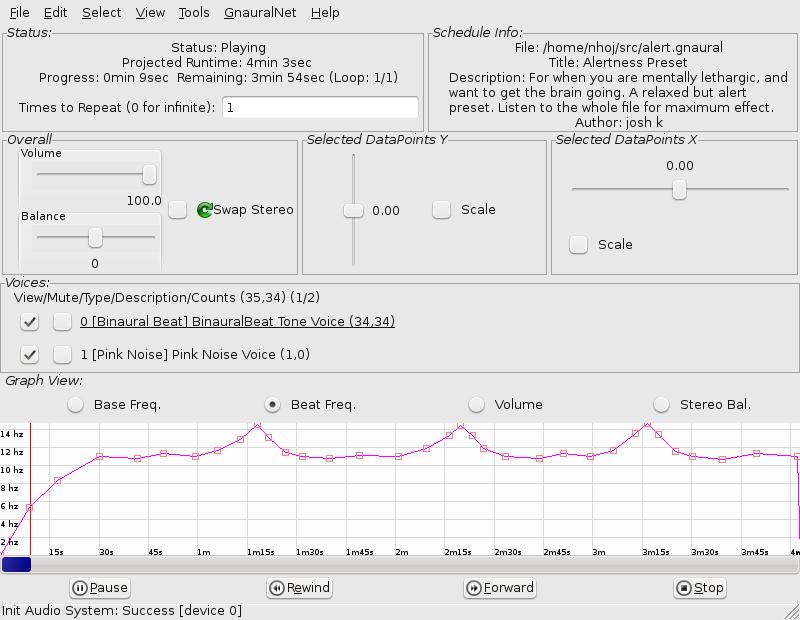 File Edit Select View Tools GnauralNet Help
Status:
Status: Playing
Projected Runtime: 4min 3sec
Progress: 0min 9sec Remaining: 3min 54sec (Loop: 1/1)
Times to Repeat (0 for infinite): 1
Schedule Info:
File: /home/nhoj/src/alert.gnaural
Title: Alertness Preset
Description: For when you are mentally lethargic, and
want to get the brain going. A relaxed but alert
preset. Listen to the whole file for maximum effect.
Author: josh k
Overall
Volume
100.0
Balance
0
Swap Stereo
Selected DataPoints Y
0.00
Scale
Selected DataPoints X
0.00
Scale
Voices:
View/Mute/Type/Description/Counts (35,34) (1/2)
0 [Binaural Beat] BinauralBeat Tone Voice (34,34)
1 [Pink Noise] Pink Noise Voice (1,0)
Graph View:
Base Freq. Beat Freq. Volume Stereo Bal.
14 hz
12 hz
10 hz
8 hz
6 hz
4 hz
2 hz
15s 30s 45s 1m 1m15s 1m30s 1m45s 2m 2m15s 2m30s 2m45s 3m 3m15s 3m30s 3m45s 4m
Pause Rewind Forward Stop
Init Audio System: Success [device 0]